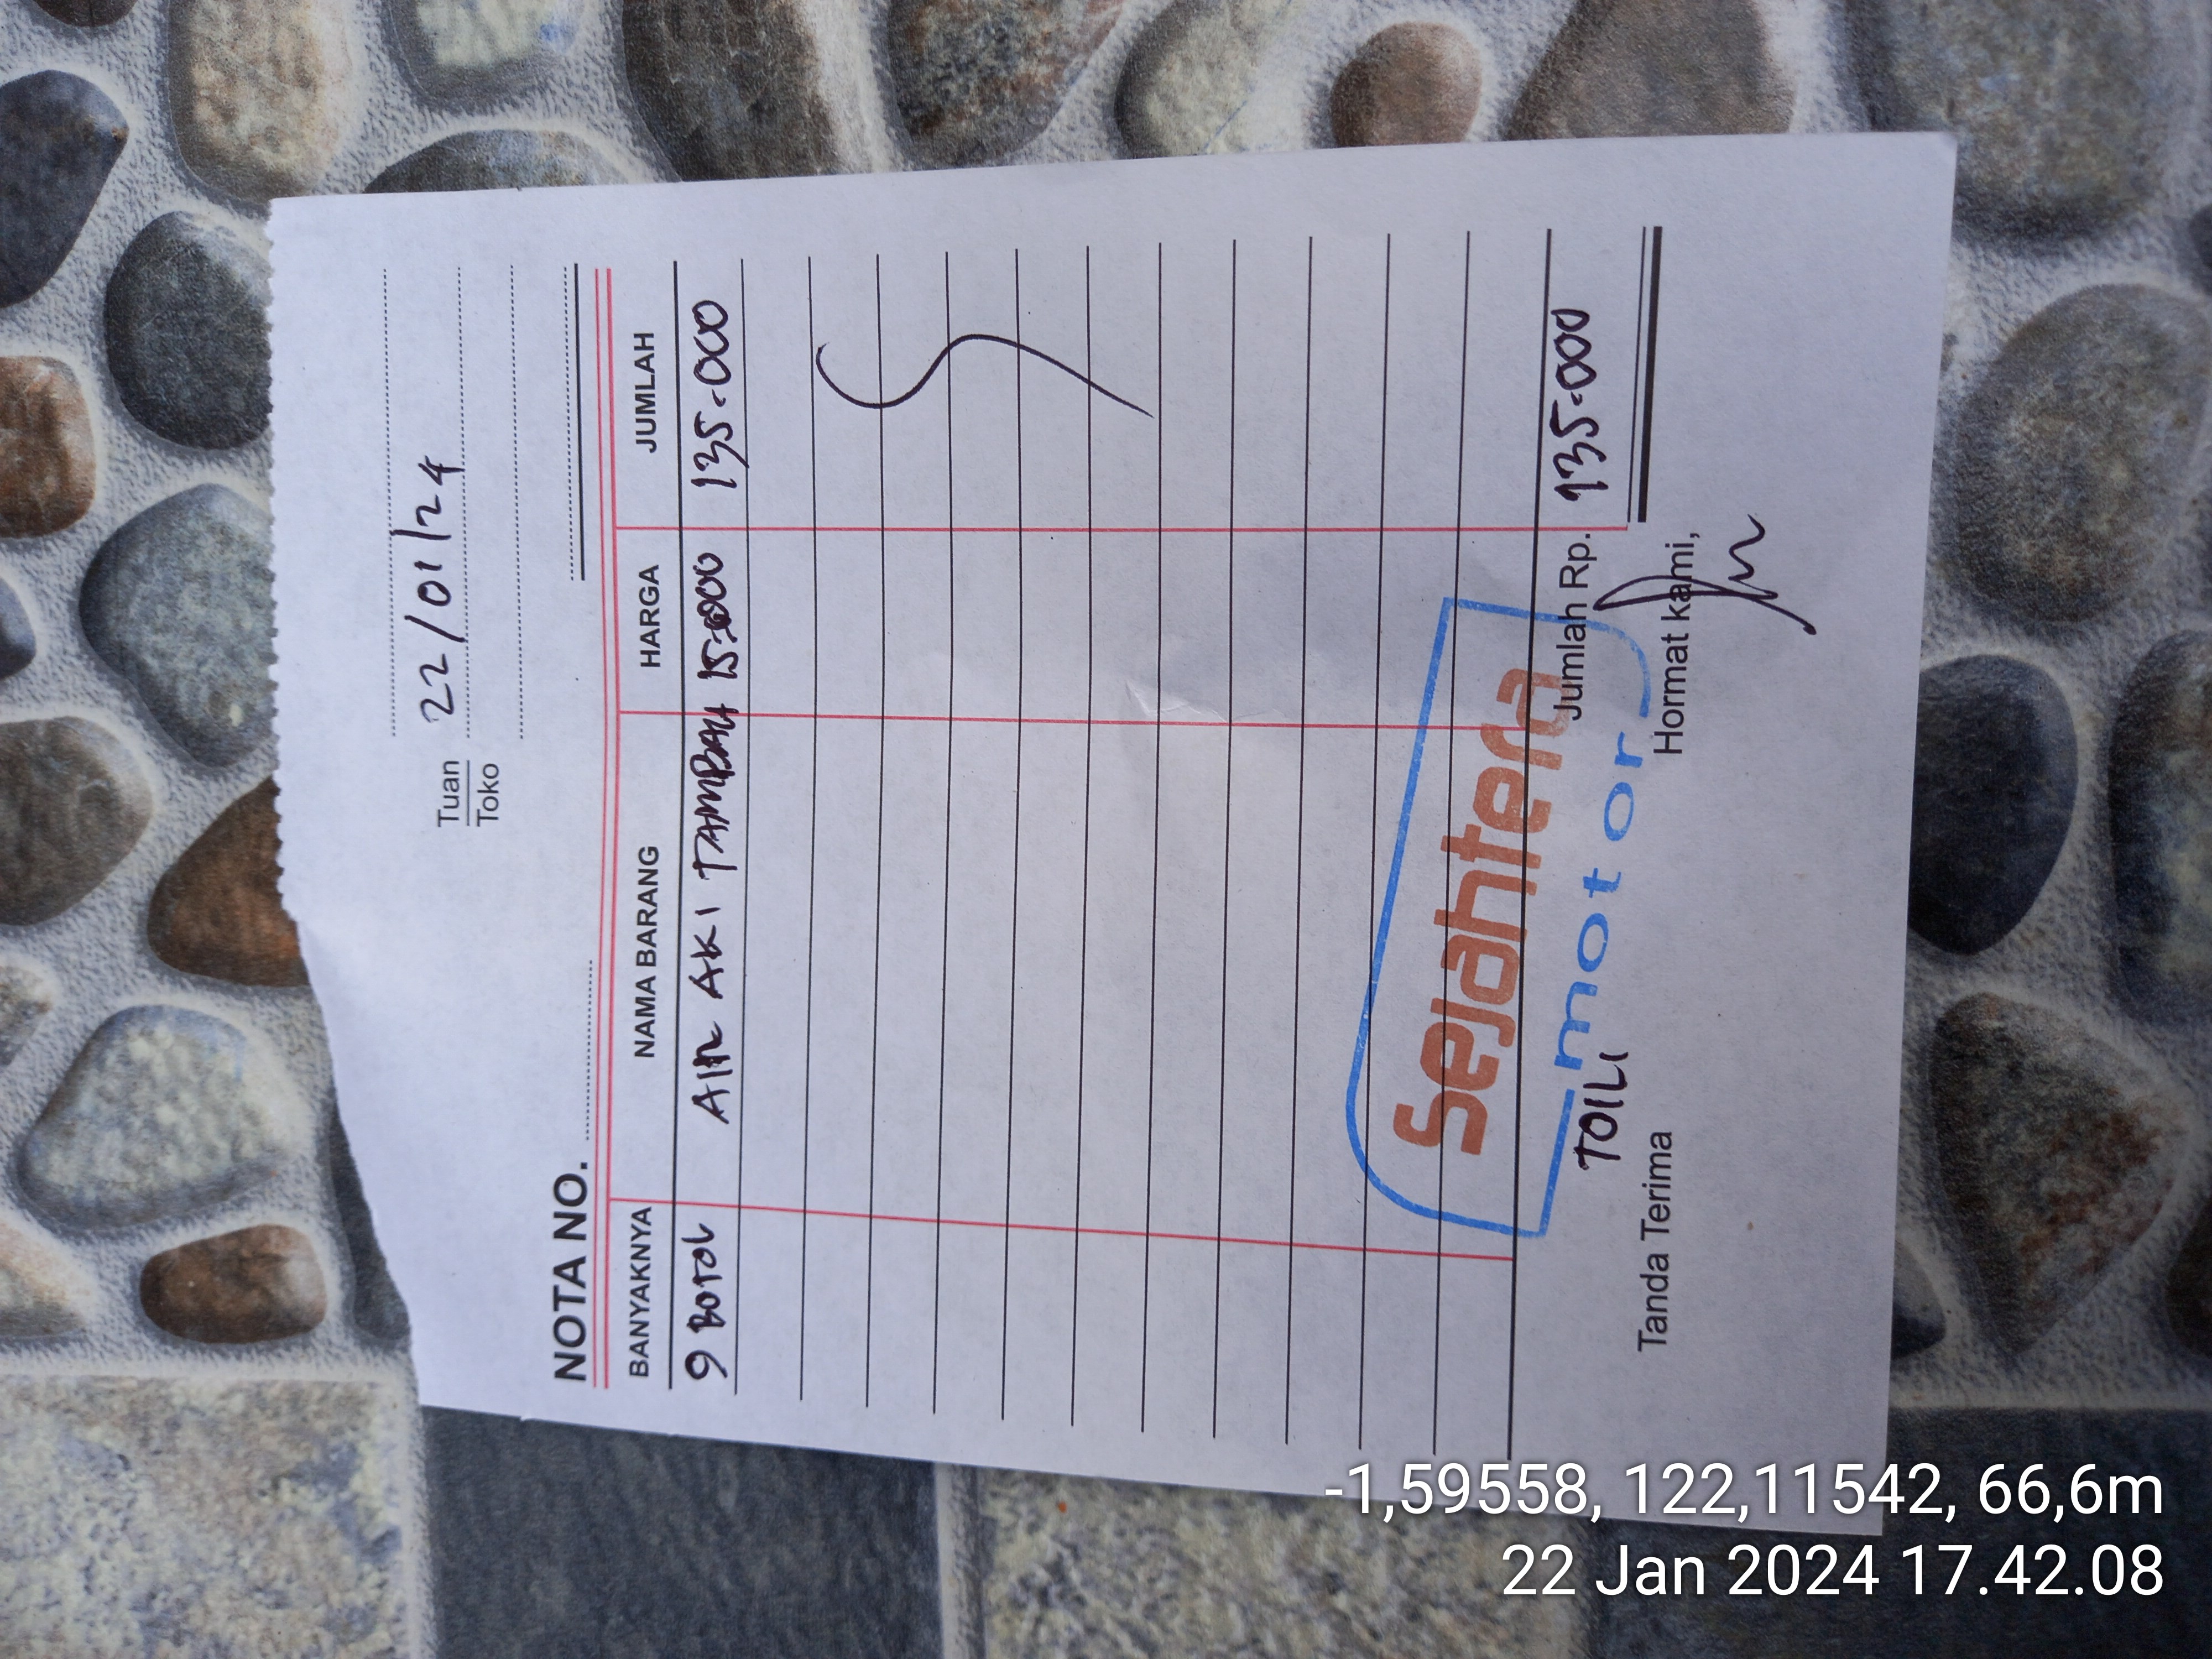 22/01/24
Tuan
Toko
NOTA NO.
BANYAKNYA NAMA BARANG HARGA JUMLAH
9 BOTOL AIR AKI TAMBAH 15.000 135.000
Sejahtera
motor
Jumlah Rp. 135.000
TOILI
Tanda Terima Hormat kami,
-1,59558, 122,11542, 66,6m
22 Jan 2024 17.42.08